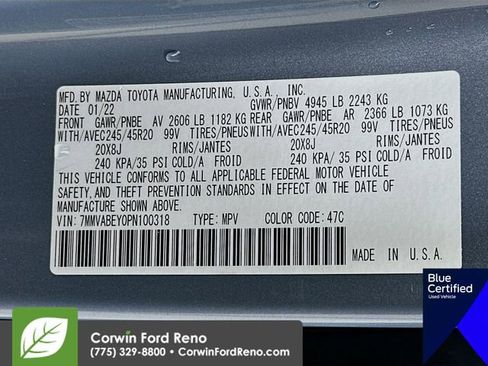 MFD. BY MAZDA TOYOTA MANUFACTURING, U.S.A., INC.
DATE: 01/22 GVWR/PNBV 4945 LB 2243 KG
FRONT GAWR/PNBE AV 2606 LB 1182 KG REAR GAWR/PNBE AR 2366 LB 1073 KG
WITH/AVEC 245/45R20 99V TIRES/PNEUS WITH/AVEC 245/45R20 99V TIRES/PNEUS
20X8J RIMS/JANTES 20X8J RIMS/JANTES
240 KPA/35 PSI COLD/A FROID 240 KPA/35 PSI COLD/A FROID
THIS VEHICLE CONFORMS TO ALL APPLICABLE FEDERAL MOTOR VEHICLE
SAFETY, AND THEFT PREVENTION STANDARDS IN EFFECT ON THE DATE OF
MANUFACTURE SHOWN ABOVE.
VIN: 7MMVABEY0PN100318 TYPE: MPV COLOR CODE: 47C
MADE IN U.S.A.
Blue
Certified
Used Vehicle
Corwin Ford Reno
(775) 329-8800 • CorwinFordReno.com